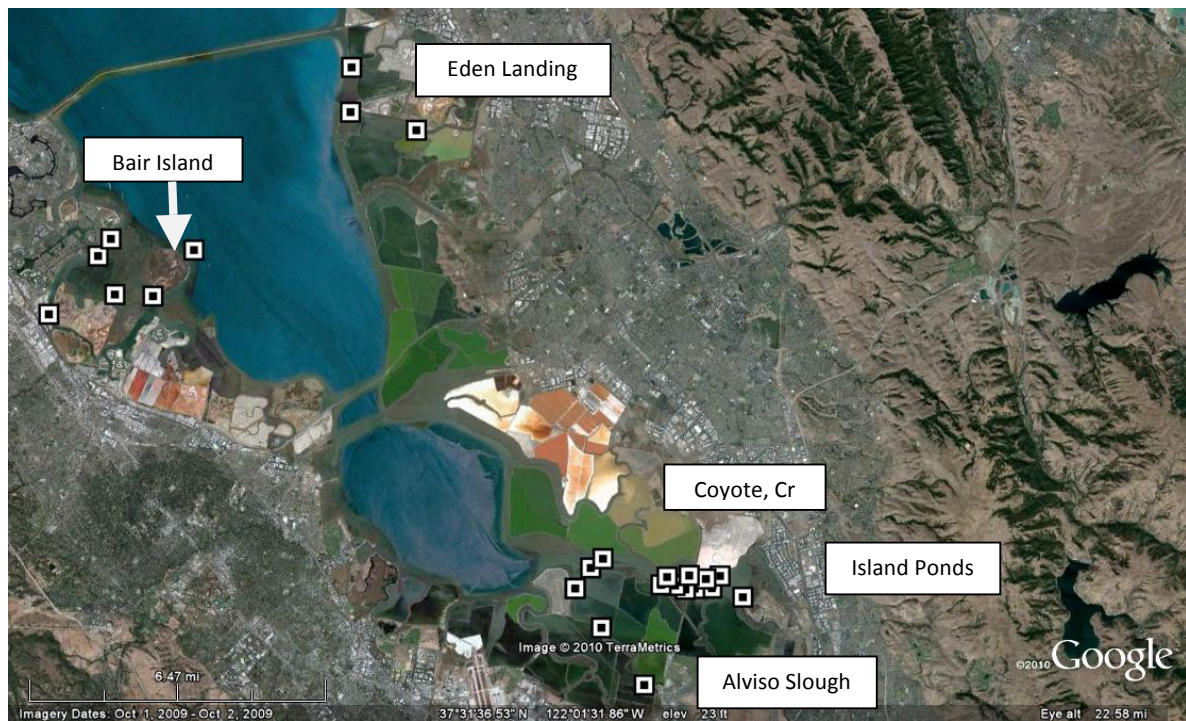 Eden Landing
Bair Island
Coyote, Cr
Island Ponds
Image © 2010 TerraMetrics
©2010 Google
6.47 mi
Alviso Slough
Imagery Dates: Oct 1, 2009 - Oct 2, 2009 37°31'36.53" N 122°01'31.86" W elev 23 ft Eye alt 22.58 mi